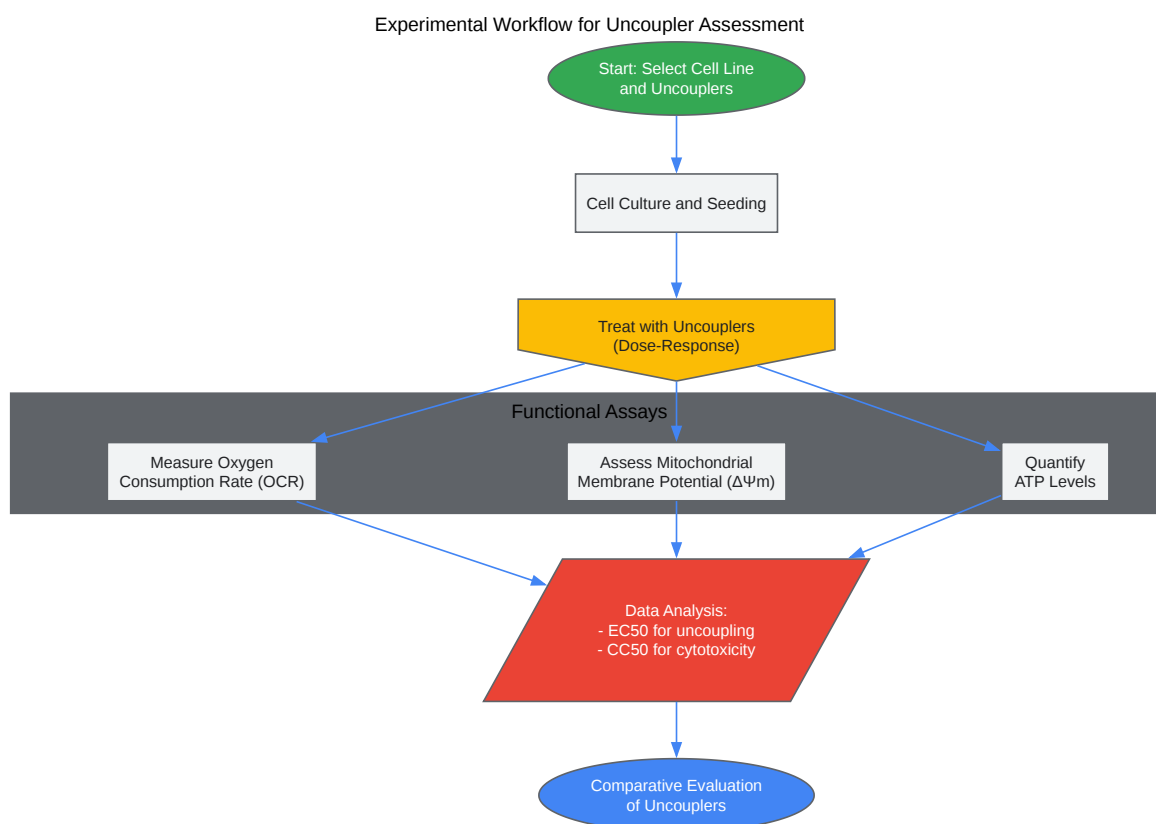 Experimental Workflow for Uncoupler Assessment
Start: Select Cell Line
and Uncouplers
Cell Culture and Seeding
Treat with Uncouplers
(Dose-Response)
Functional Assays
Measure Oxygen
Consumption Rate (OCR)
Assess Mitochondrial
Membrane Potential (ΔΨm)
Quantify
ATP Levels
Data Analysis:
- EC50 for uncoupling
- CC50 for cytotoxicity
Comparative Evaluation
of Uncouplers